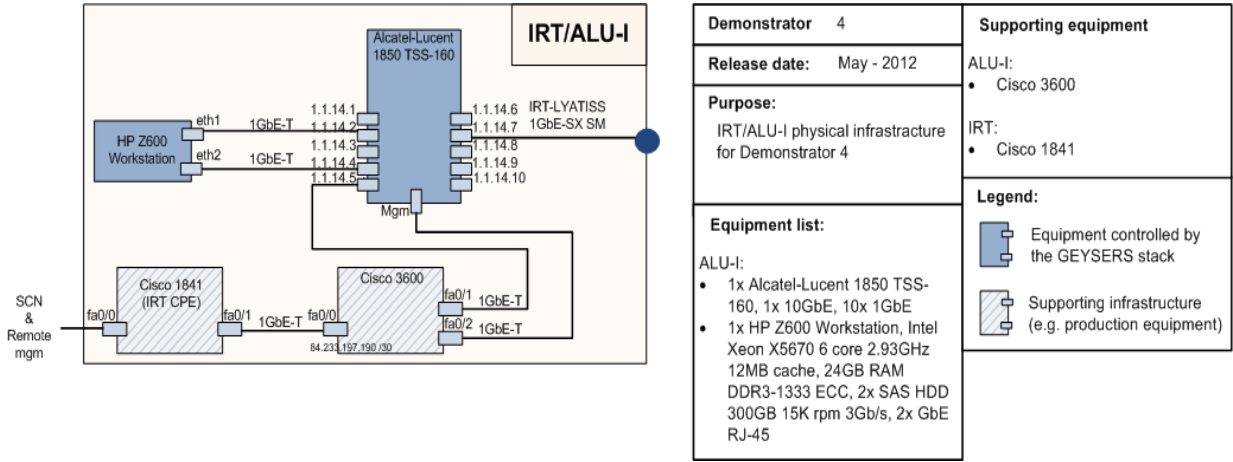 IRT/ALU-I
Alcatel-Lucent
1850 TSS-160
HP Z600
Workstation
eth1
1GbE-T
eth2
1GbE-T
1.1.14.1
1.1.14.2
1.1.14.3
1.1.14.4
1.1.14.5
1.1.14.6
1.1.14.7
1.1.14.8
1.1.14.9
1.1.14.10
IRT-LYATISS
1GbE-SX SM
Mgm
Cisco 1841
(IRT CPE)
fa0/0
fa0/1
1GbE-T
Cisco 3600
fa0/0
fa0/1
1GbE-T
fa0/2
1GbE-T
84.233.197.190 /30
SCN
&
Remote
mgm
Demonstrator 4
Release date: May - 2012
Purpose:
IRT/ALU-I physical infrastracture
for Demonstrator 4
Equipment list:
ALU-I:
• 1x Alcatel-Lucent 1850 TSS-
160, 1x 10GbE, 10x 1GbE
• 1x HP Z600 Workstation, Intel
Xeon X5670 6 core 2.93GHz
12MB cache, 24GB RAM
DDR3-1333 ECC, 2x SAS HDD
300GB 15K rpm 3Gb/s, 2x GbE
RJ-45
Supporting equipment
ALU-I:
• Cisco 3600
IRT:
• Cisco 1841
Legend:
Equipment controlled by
the GEYSERS stack
Supporting infrastructure
(e.g. production equipment)